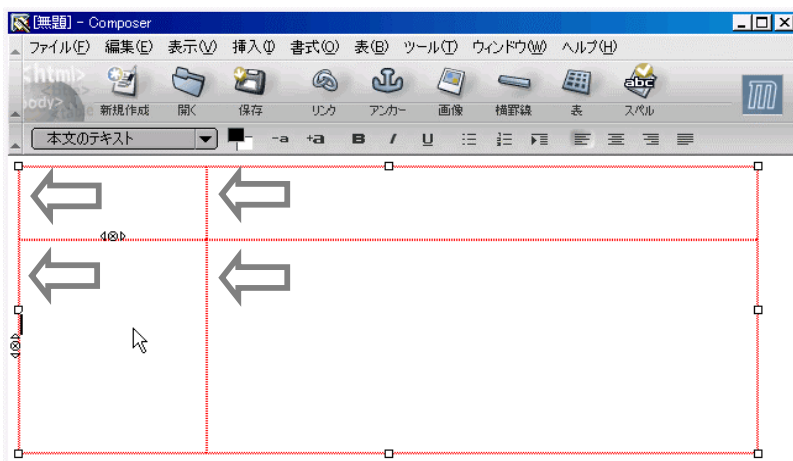 [無題] - Composer
ファイル(F) 編集(E) 表示(V) 挿入(I) 書式(O) 表(B) ツール(T) ウィンドウ(W) ヘルプ(H)
<html>
body>
新規作成 開く 保存 リンク アンカー 画像 横罫線 表 スペル
abc
本文のテキスト -a +a B I U